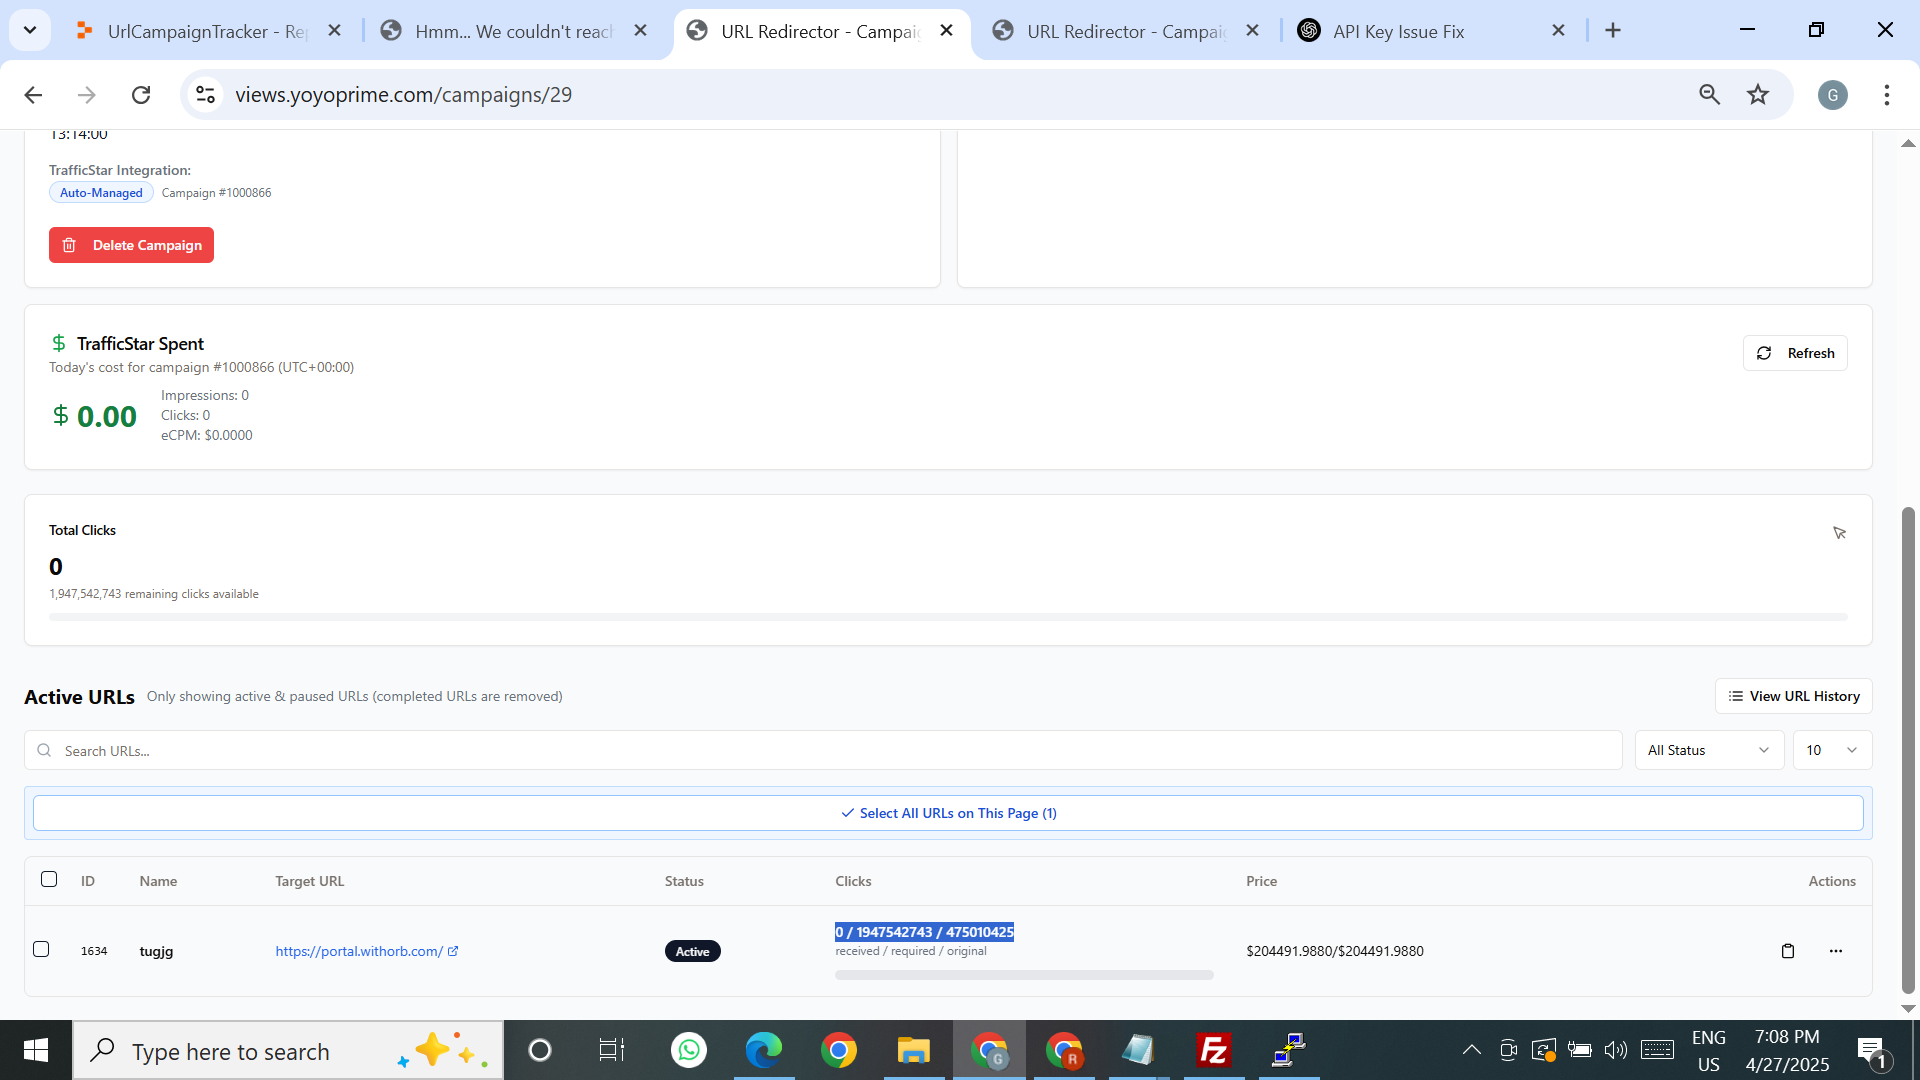 UrlCampaignTracker - Rep
Hmm... We couldn't reach
URL Redirector - Campaig
URL Redirector - Campaig
API Key Issue Fix
views.yoyoprime.com/campaigns/29
G
13:14:00
TrafficStar Integration:
Auto-Managed Campaign #1000866
Delete Campaign
TrafficStar Spent
Today's cost for campaign #1000866 (UTC+00:00)
Refresh
$ 0.00
Impressions: 0
Clicks: 0
eCPM: $0.0000
Total Clicks
0
1,947,542,743 remaining clicks available
Active URLs Only showing active & paused URLs (completed URLs are removed)
View URL History
Search URLs...
All Status
10
Select All URLs on This Page (1)
ID Name Target URL Status Clicks Price Actions
1634 tugjg https://portal.withorb.com/ Active
0 / 1947542743 / 475010425
received / required / original
$204491.9880/$204491.9880
Type here to search
G
R
FZ
ENG
US
7:08 PM
4/27/2025
1